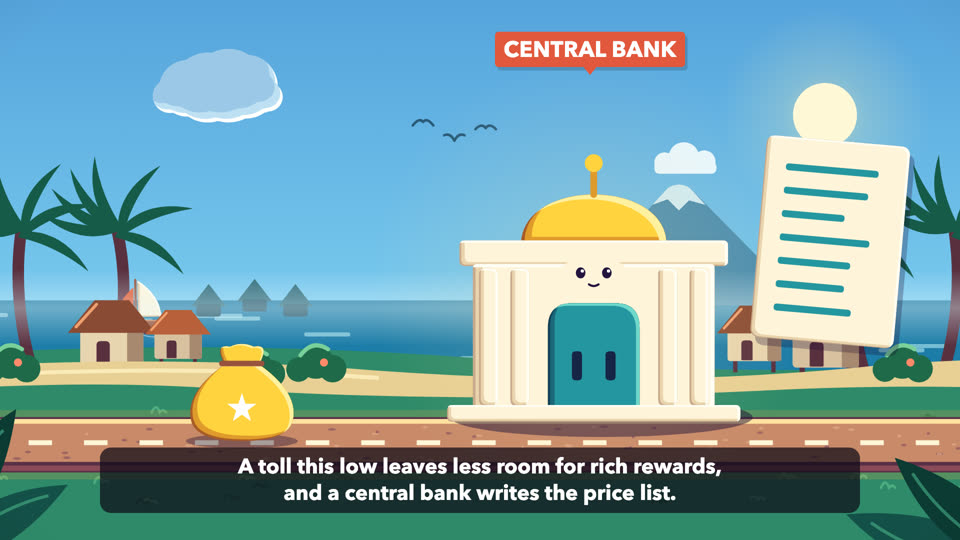 CENTRAL BANK
A toll this low leaves less room for rich rewards,
and a central bank writes the price list.